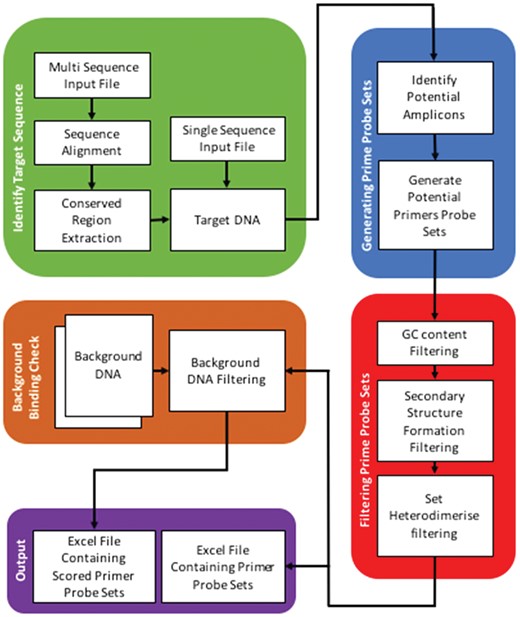 Identify Target Sequence
Multi Sequence
Input File
Sequence
Alignment
Conserved
Region
Extraction
Single Sequence
Input File
Target DNA
Generating Prime Probe Sets
Identify
Potential
Amplicons
Generate
Potential
Primers Probe
Sets
Filtering Prime Probe Sets
GC content
Filtering
Secondary
Structure
Formation
Filtering
Set
Heterodimerise
filtering
Background
Binding Check
Background
DNA
Background
DNA Filtering
Output
Excel File
Containing
Scored Primer
Probe Sets
Excel File
Containing Primer
Probe Sets